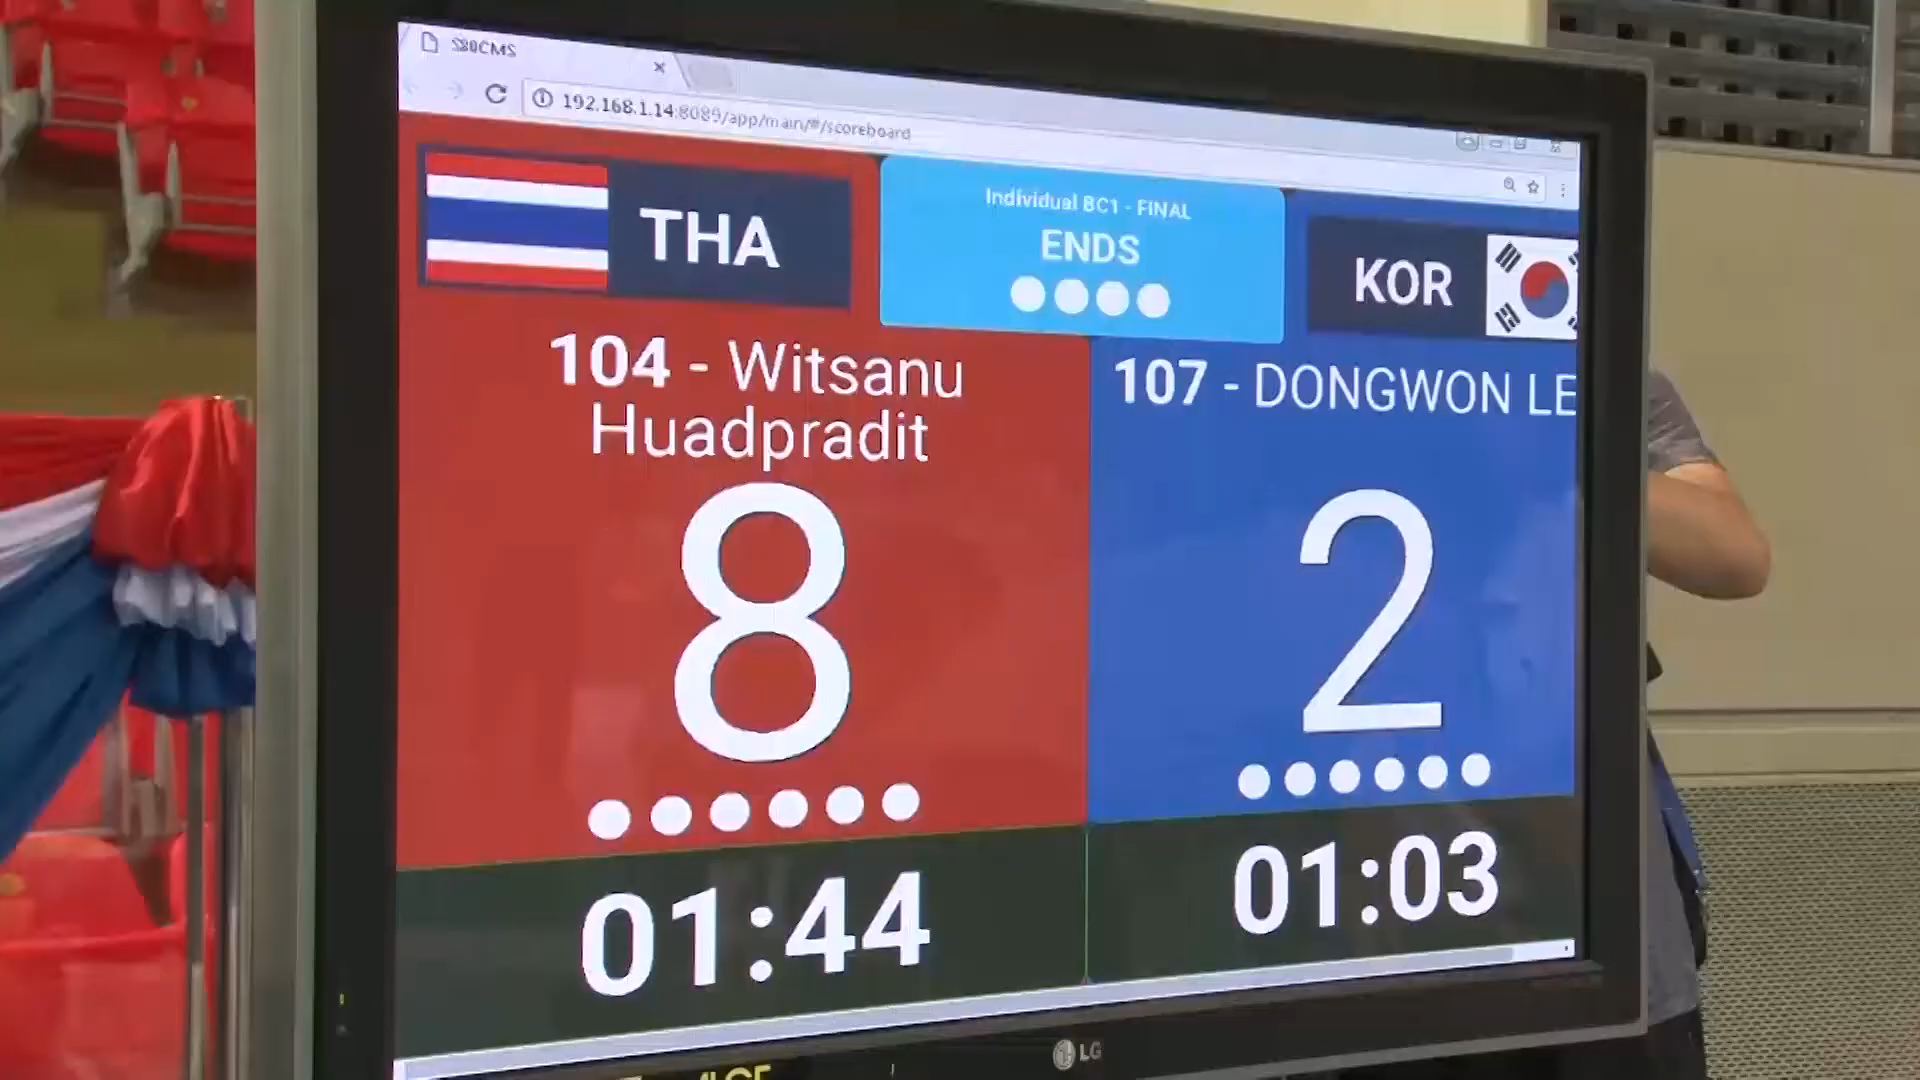 S80CMS
192.168.1.14:8089/app/main/#/scoreboard
THA
Individual BC1 - FINAL
ENDS
KOR
104 - Witsanu
Huadpradit
107 - DONGWON LE
8
2
01:44
01:03
LG